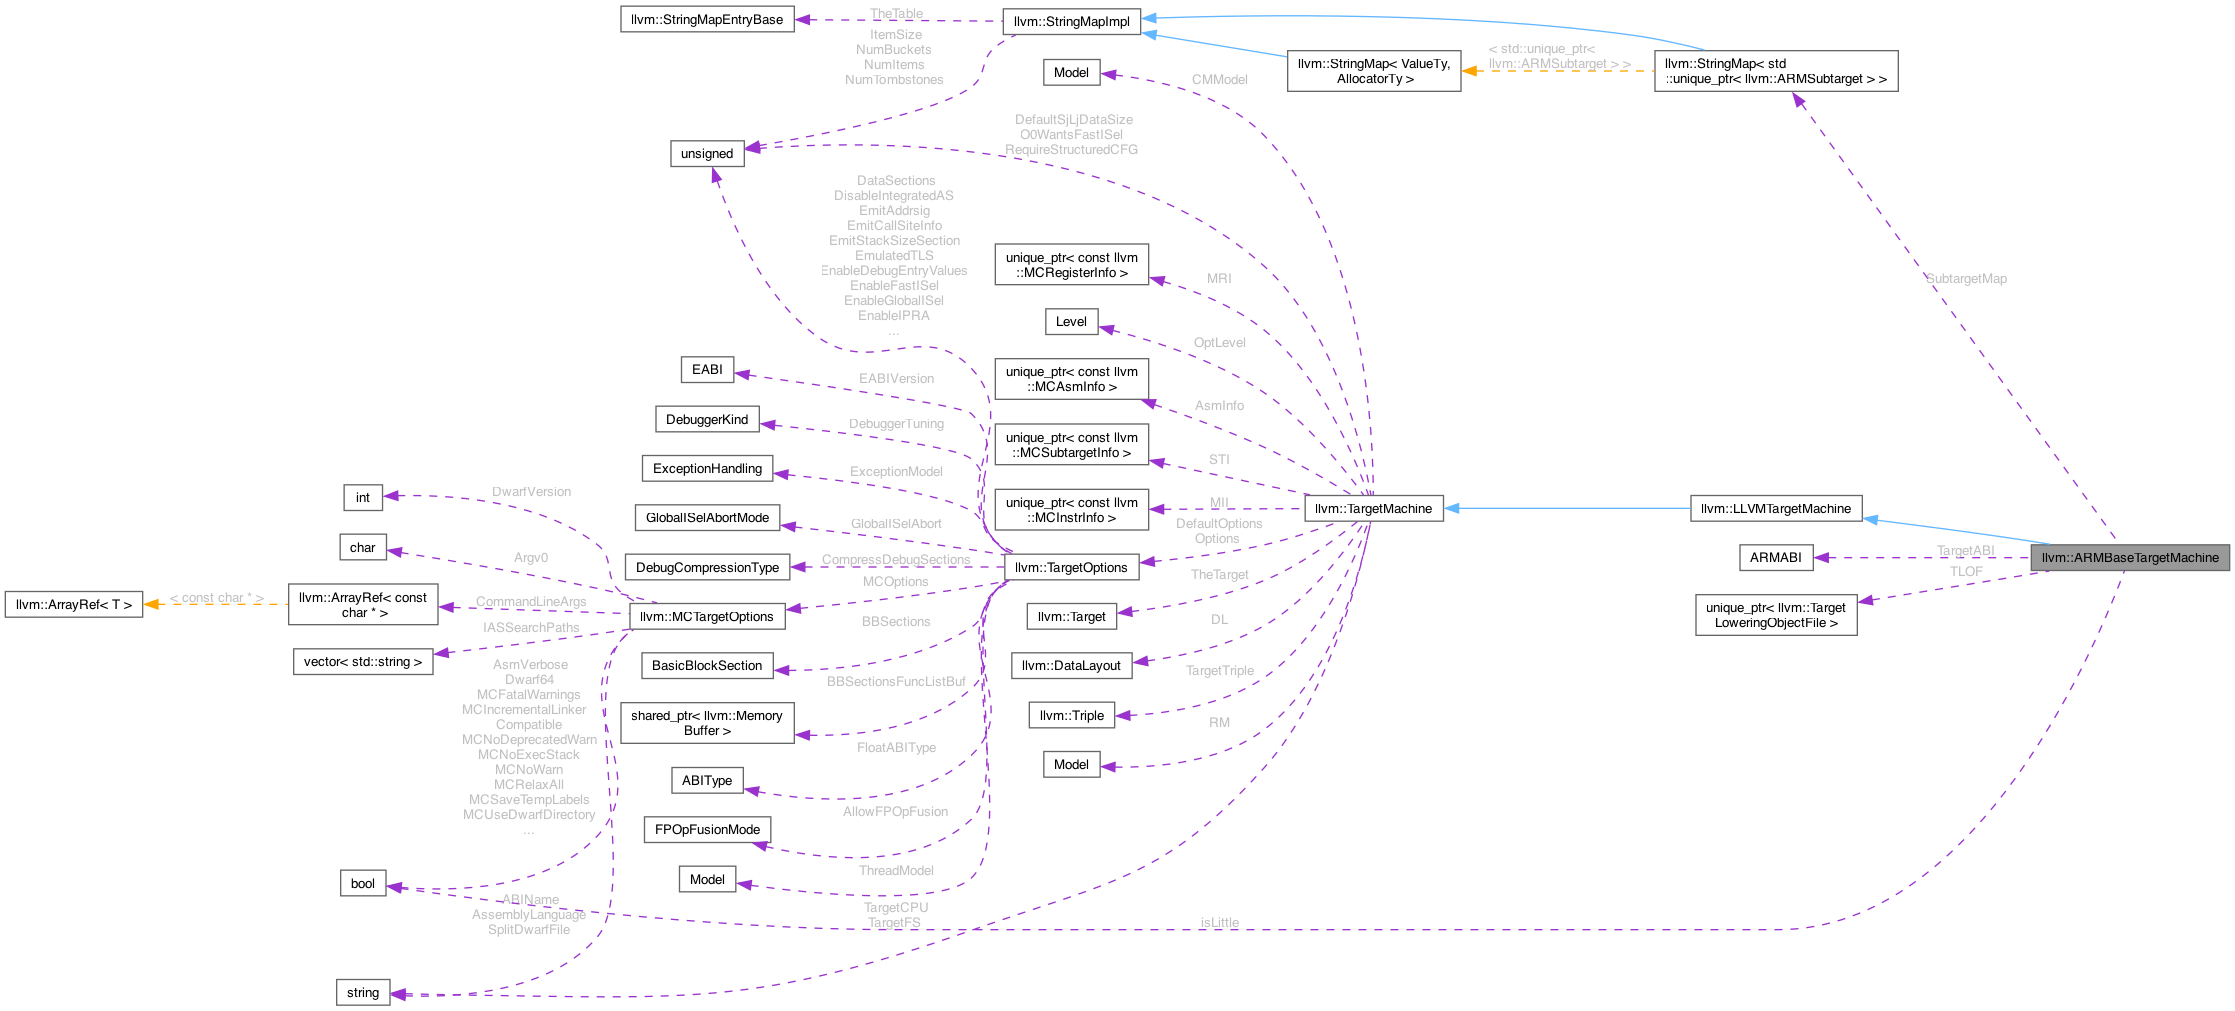 llvm::StringMapEntryBase
TheTable
llvm::StringMapImpl
ItemSize
NumBuckets
NumItems
NumTombstones
Model
CMModel
llvm::StringMap< ValueTy,
AllocatorTy >
< std::unique_ptr<
llvm::ARMSubtarget > >
llvm::StringMap< std
::unique_ptr< llvm::ARMSubtarget > >
unsigned
DefaultSjLjDataSize
O0WantsFastISel
RequireStructuredCFG
DataSections
DisableIntegratedAS
EmitAddrsig
EmitCallSiteInfo
EmitStackSizeSection
EmulatedTLS
EnableDebugEntryValues
EnableFastISel
EnableGlobalISel
EnableIPRA
...
unique_ptr< const llvm
::MCRegisterInfo >
MRI
SubtargetMap
Level
OptLevel
EABI
EABIVersion
unique_ptr< const llvm
::MCAsmInfo >
AsmInfo
DebuggerKind
DebuggerTuning
unique_ptr< const llvm
::MCSubtargetInfo >
STI
ExceptionHandling
ExceptionModel
int
DwarfVersion
GlobalISelAbortMode
GlobalISelAbort
unique_ptr< const llvm
::MCInstrInfo >
MII
llvm::TargetMachine
llvm::LLVMTargetMachine
DefaultOptions
Options
char
Argv0
DebugCompressionType
CompressDebugSections
llvm::TargetOptions
ARMABI
TargetABI
llvm::ARMBaseTargetMachine
TLOF
TheTarget
MCOptions
llvm::ArrayRef< T >
< const char * >
llvm::ArrayRef< const
char * >
CommandLineArgs
llvm::MCTargetOptions
llvm::Target
unique_ptr< llvm::Target
LoweringObjectFile >
IASSearchPaths
BBSections
DL
vector< std::string >
BasicBlockSection
llvm::DataLayout
AsmVerbose
Dwarf64
MCFatalWarnings
MCIncrementalLinker
Compatible
MCNoDeprecatedWarn
MCNoExecStack
MCNoWarn
MCRelaxAll
MCSaveTempLabels
MCUseDwarfDirectory
...
BBSectionsFuncListBuf
TargetTriple
shared_ptr< llvm::Memory
Buffer >
llvm::Triple
RM
FloatABIType
ABIType
Model
AllowFPOpFusion
FPOpFusionMode
ThreadModel
Model
bool
ABIName
AssemblyLanguage
SplitDwarfFile
TargetCPU
TargetFS
isLittle
string